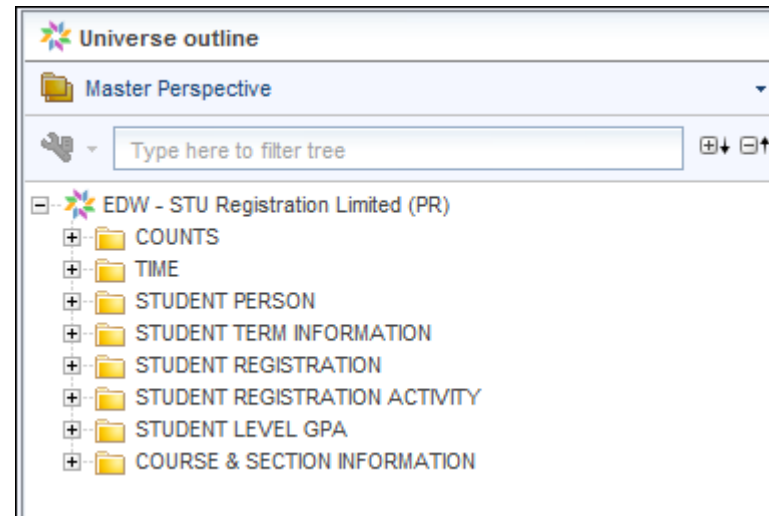 Universe outline
Master Perspective
Type here to filter tree
EDW - STU Registration Limited (PR)
COUNTS
TIME
STUDENT PERSON
STUDENT TERM INFORMATION
STUDENT REGISTRATION
STUDENT REGISTRATION ACTIVITY
STUDENT LEVEL GPA
COURSE & SECTION INFORMATION